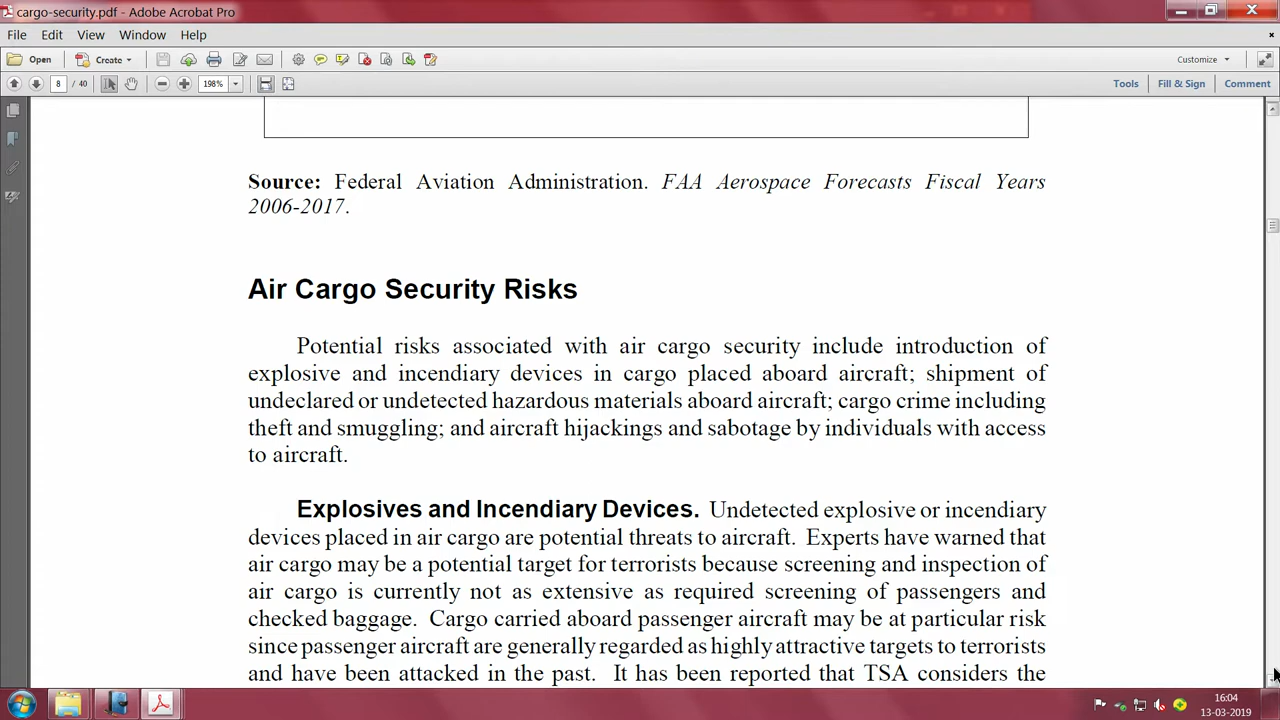 cargo-security.pdf - Adobe Acrobat Pro
File Edit View Window Help
Open Create Customize
8 / 40 198% Tools Fill & Sign Comment
Source: Federal Aviation Administration. FAA Aerospace Forecasts Fiscal Years
2006-2017.
Air Cargo Security Risks
Potential risks associated with air cargo security include introduction of
explosive and incendiary devices in cargo placed aboard aircraft; shipment of
undeclared or undetected hazardous materials aboard aircraft; cargo crime including
theft and smuggling; and aircraft hijackings and sabotage by individuals with access
to aircraft.
Explosives and Incendiary Devices. Undetected explosive or incendiary
devices placed in air cargo are potential threats to aircraft. Experts have warned that
air cargo may be a potential target for terrorists because screening and inspection of
air cargo is currently not as extensive as required screening of passengers and
checked baggage. Cargo carried aboard passenger aircraft may be at particular risk
since passenger aircraft are generally regarded as highly attractive targets to terrorists
and have been attacked in the past. It has been reported that TSA considers the
16:04
13-03-2019